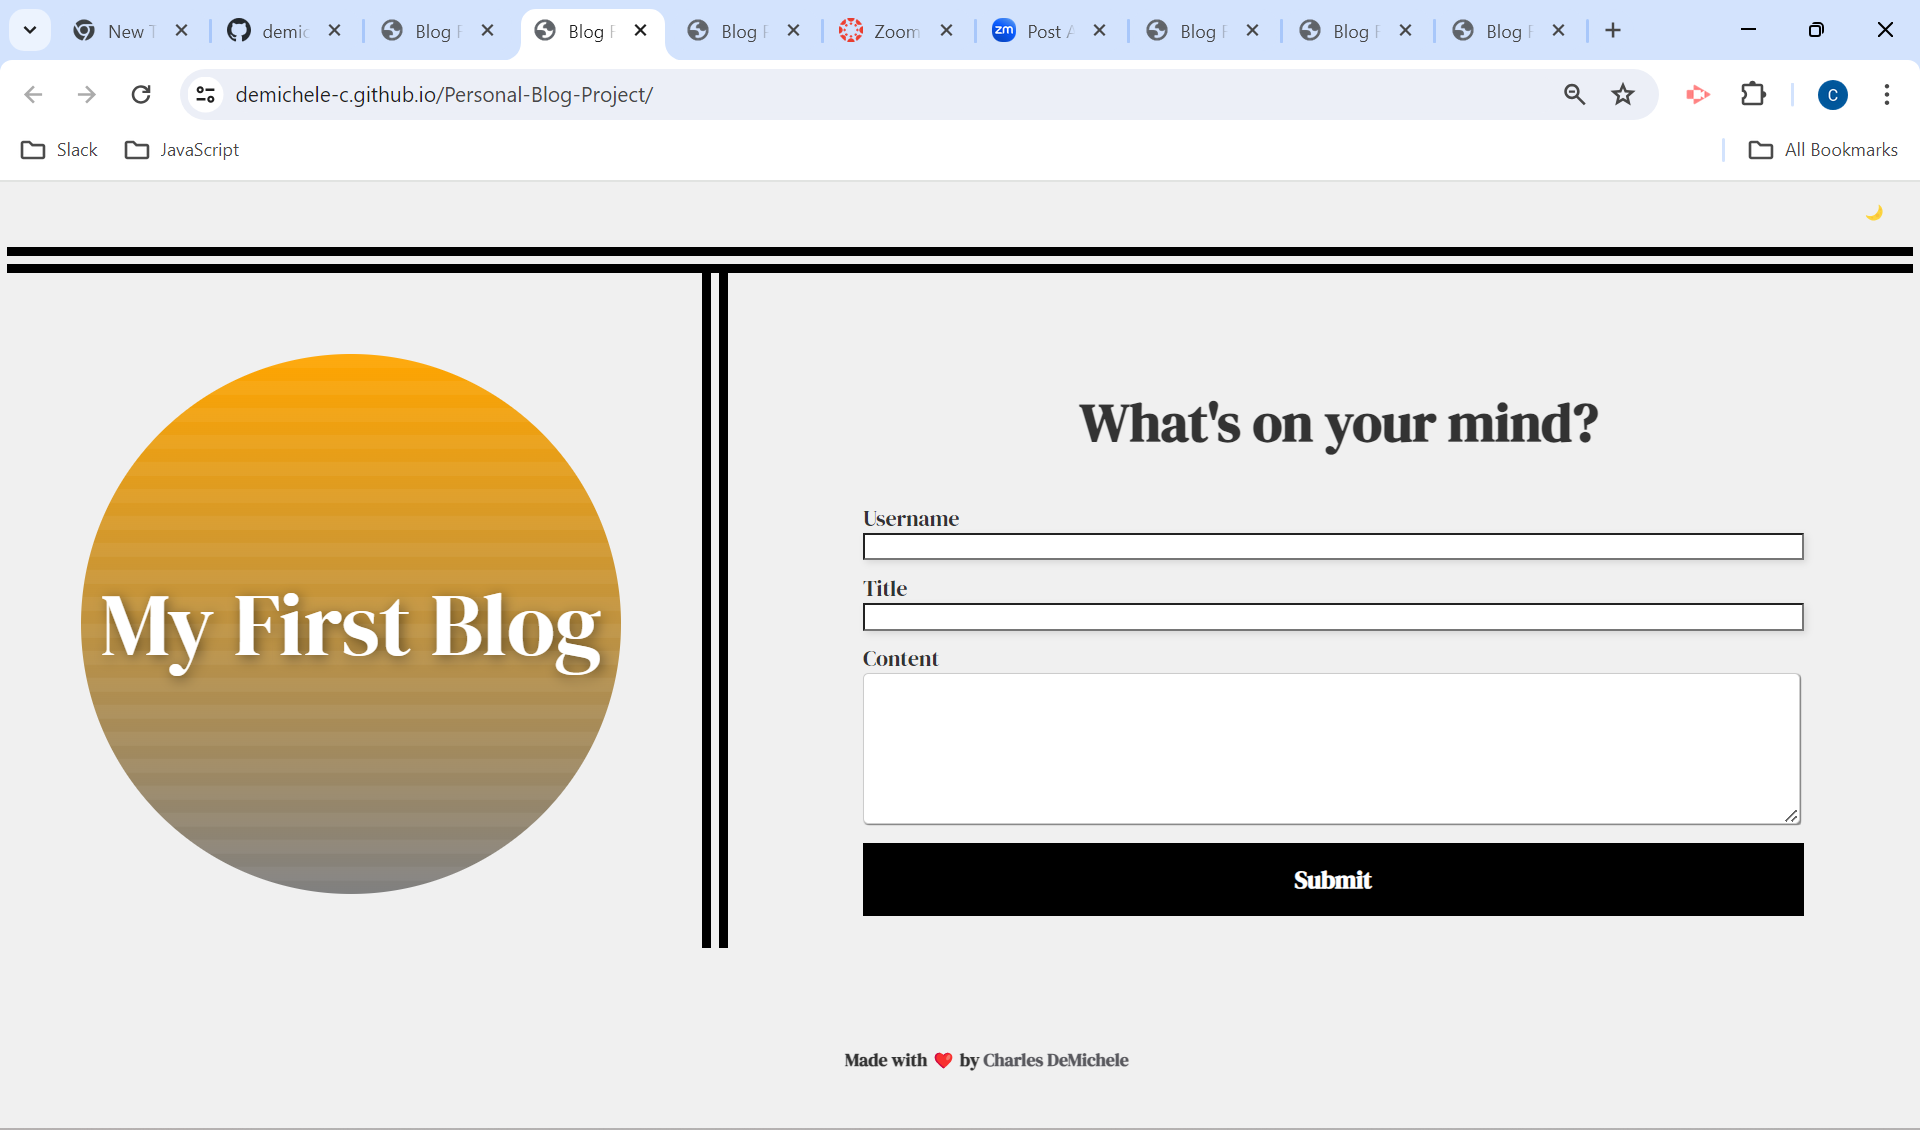 New T
demic
Blog F
Blog F
Blog F
Zoom
zm
Post A
Blog F
Blog F
Blog F
demichele-c.github.io/Personal-Blog-Project/
C
Slack
JavaScript
All Bookmarks
My First Blog
What's on your mind?
Username
Title
Content
Submit
Made with ❤️ by Charles DeMichele